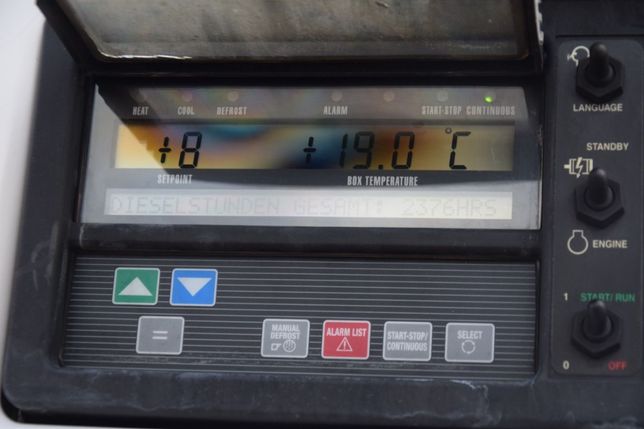 LANGUAGE
HEAT COOL DEFROST ALARM START-STOP CONTINUOUS
+8 +19.0 °C
SETPOINT BOX TEMPERATURE
DIESELSTUNDEN GESAMT: 2376HRS
STANDBY
ENGINE
1 START/RUN
0 OFF
=
MANUAL DEFROST
ALARM LIST
START-STOP/ CONTINUOUS
SELECT